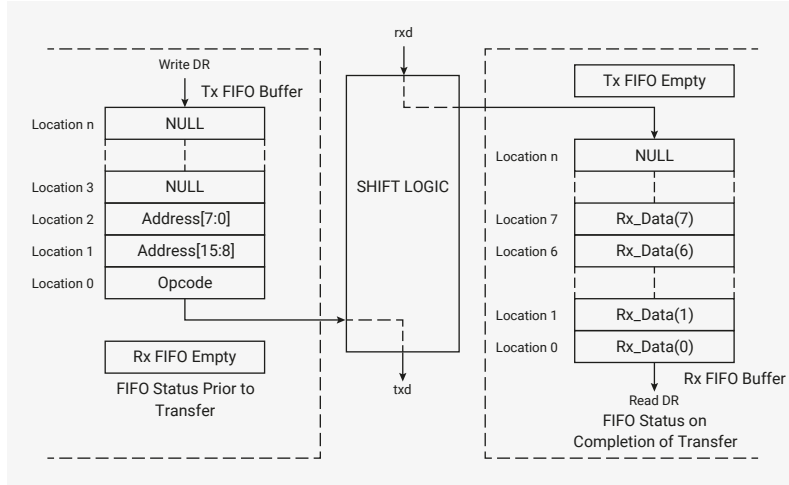 Write DR
Tx FIFO Buffer
Location n
NULL
Location 3
NULL
Location 2
Address[7:0]
Location 1
Address[15:8]
Location 0
Opcode
Rx FIFO Empty
FIFO Status Prior to
Transfer
rxd
SHIFT LOGIC
txd
Tx FIFO Empty
Location n
NULL
Location 7
Rx_Data(7)
Location 6
Rx_Data(6)
Location 1
Rx_Data(1)
Location 0
Rx_Data(0)
Rx FIFO Buffer
Read DR
FIFO Status on
Completion of Transfer